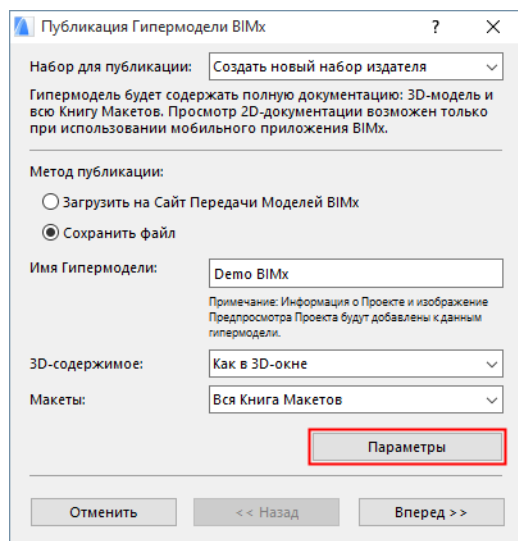 Публикация Гипермодели BIMx
?
Набор для публикации:
Создать новый набор издателя
Гипермодель будет содержать полную документацию: 3D-модель и
всю Книгу Макетов. Просмотр 2D-документации возможен только
при использовании мобильного приложения BIMx.
Метод публикации:
Загрузить на Сайт Передачи Моделей BIMx
Сохранить файл
Имя Гипермодели:
Demo BIMx
Примечание: Информация о Проекте и изображение
Предпросмотра Проекта будут добавлены к данным
гипермодели.
3D-содержимое:
Как в 3D-окне
Макеты:
Вся Книга Макетов
Параметры
Отменить
<< Назад
Вперед >>